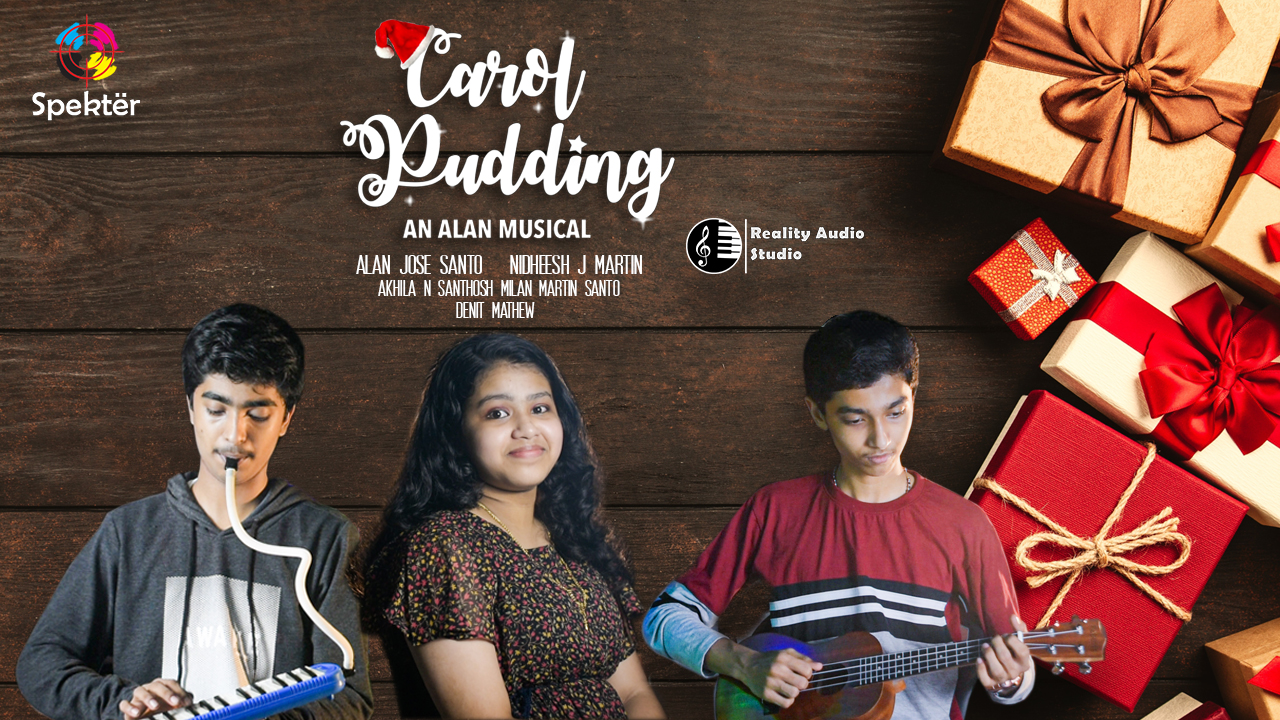 Spektër
Carol
Pudding
AN ALAN MUSICAL
ALAN JOSE SANTO NIDHEESH J MARTIN
AKHILA N SANTHOSH MILAN MARTIN SANTO
DENIT MATHEW
Reality Audio
Studio